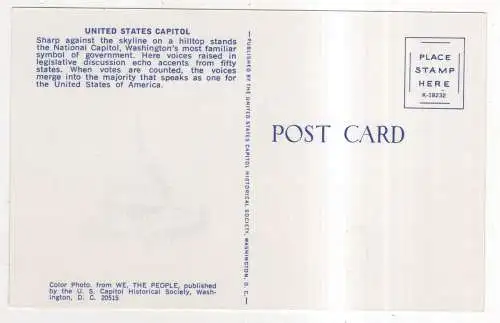 UNITED STATES CAPITOL
Sharp against the skyline on a hilltop stands
the National Capitol, Washington's most familiar
symbol of government. Here voices raised in
legislative discussion echo accents from fifty
states. When votes are counted, the voices
merge into the majority that speaks as one for
the United States of America.
Color Photo. from WE, THE PEOPLE, published
by the U. S. Capitol Historical Society, Wash-
ington, D. C. 20515
PUBLISHED BY THE UNITED STATES CAPITOL HISTORICAL SOCIETY, WASHINGTON, D. C.
POST CARD
PLACE
STAMP
HERE
K-18232